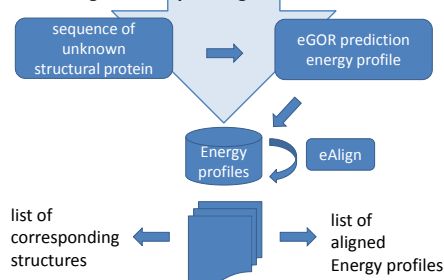 sequence of
unknown
structural protein
eGOR prediction
energy profile
Energy
profiles
eAlign
list of
corresponding
structures
list of
aligned
Energy profiles